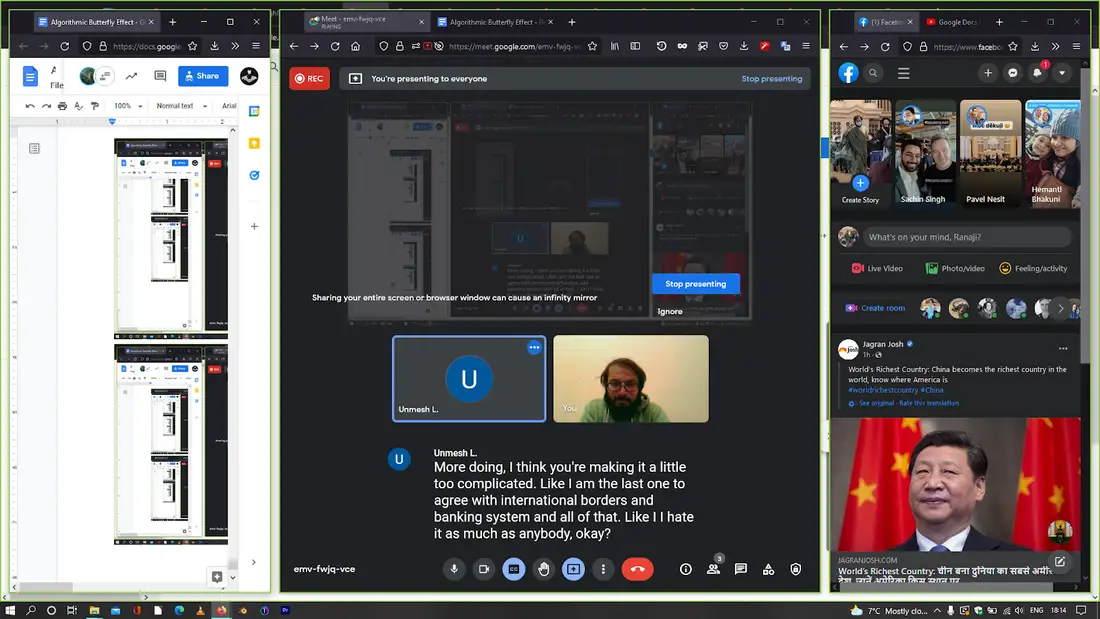 Algorithmic Butterfly Effect - G
https://docs.google
File
Share
100%
Normal text
Arial
Meet - emv-fwjq-vce
PLAYING
Algorithmic Butterfly Effect - G
https://meet.google.com/emv-fwjq-v
REC
You're presenting to everyone
Stop presenting
Sharing your entire screen or browser window can cause an infinity mirror
Stop presenting
Ignore
U
Unmesh L.
You
U
Unmesh L.
More doing, I think you're making it a little
too complicated. Like I am the last one to
agree with international borders and
banking system and all of that. Like I I hate
it as much as anybody, okay?
emv-fwjq-vce
3
(1) Faceb
Google Docs
https://www.facebo
1
Create Story
Sachin Singh
moc děkuji
Pavel Nesit
Hemanti
Bhakuni
What's on your mind, Ranaji?
Live Video
Photo/video
Feeling/activity
Create room
Jagran Josh
1h
World's Richest Country: China becomes the richest country in the
world, know where America is
#worldrichestcountry #China
See original · Rate this translation
JAGRANJOSH.COM
World's Richest Country: चीन बना दुनिया का सबसे अमीर
देश, जानें अमेरिका किस स्थान पर
7°C Mostly clo...
ENG
18:14